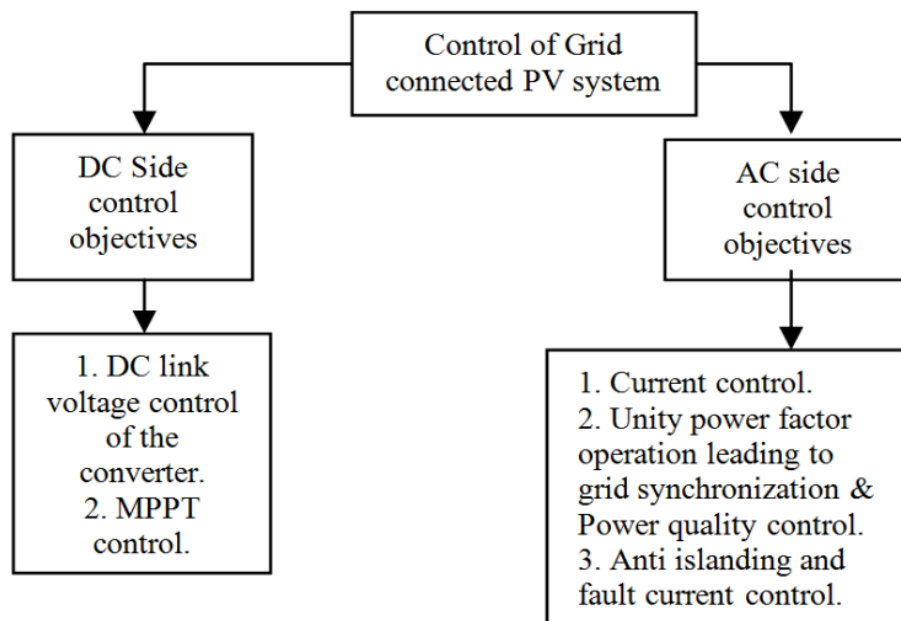 Control of Grid
connected PV system
DC Side
control
objectives
AC side
control
objectives
1. DC link
voltage control
of the
converter.
2. MPPT
control.
1. Current control.
2. Unity power factor
operation leading to
grid synchronization &
Power quality control.
3. Anti islanding and
fault current control.